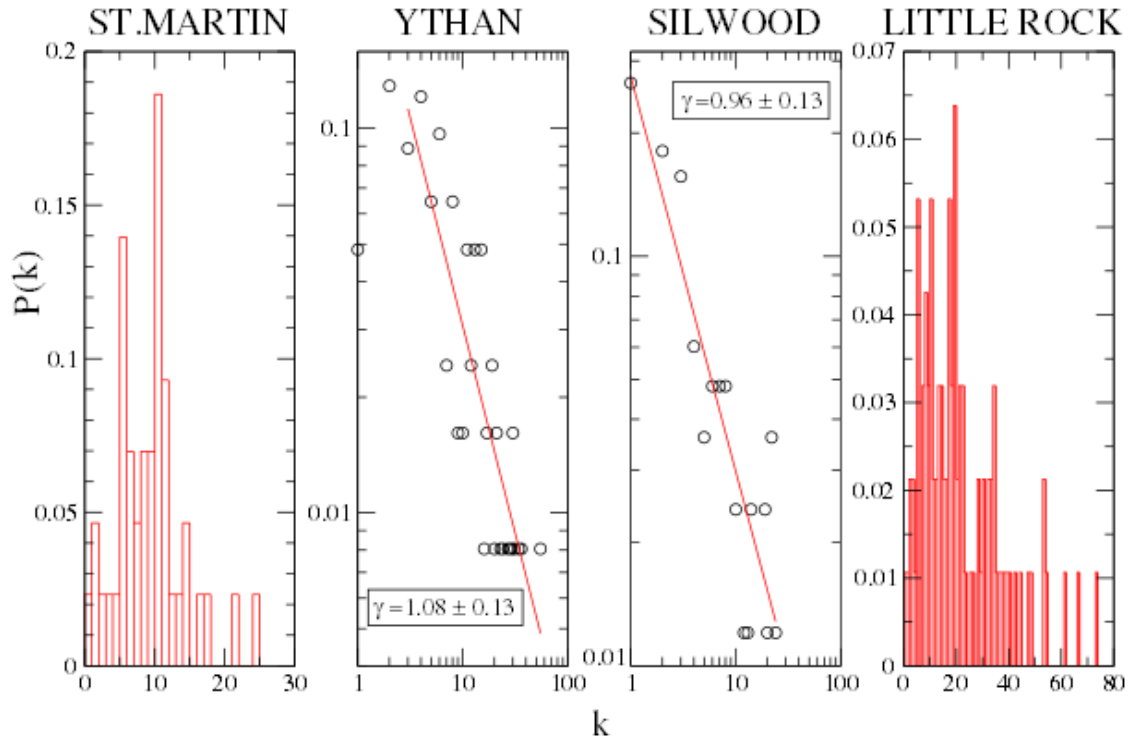 ST.MARTIN
YTHAN
SILWOOD
LITTLE ROCK
P(k)
0.2
0.15
0.1
0.05
0
0 10 20 30
0.1
0.01
γ=1.08 ± 0.13
1 10 100
γ=0.96 ± 0.13
0.1
0.01
1 10 100
0.07
0.06
0.05
0.04
0.03
0.02
0.01
0
0 20 40 60 80
k